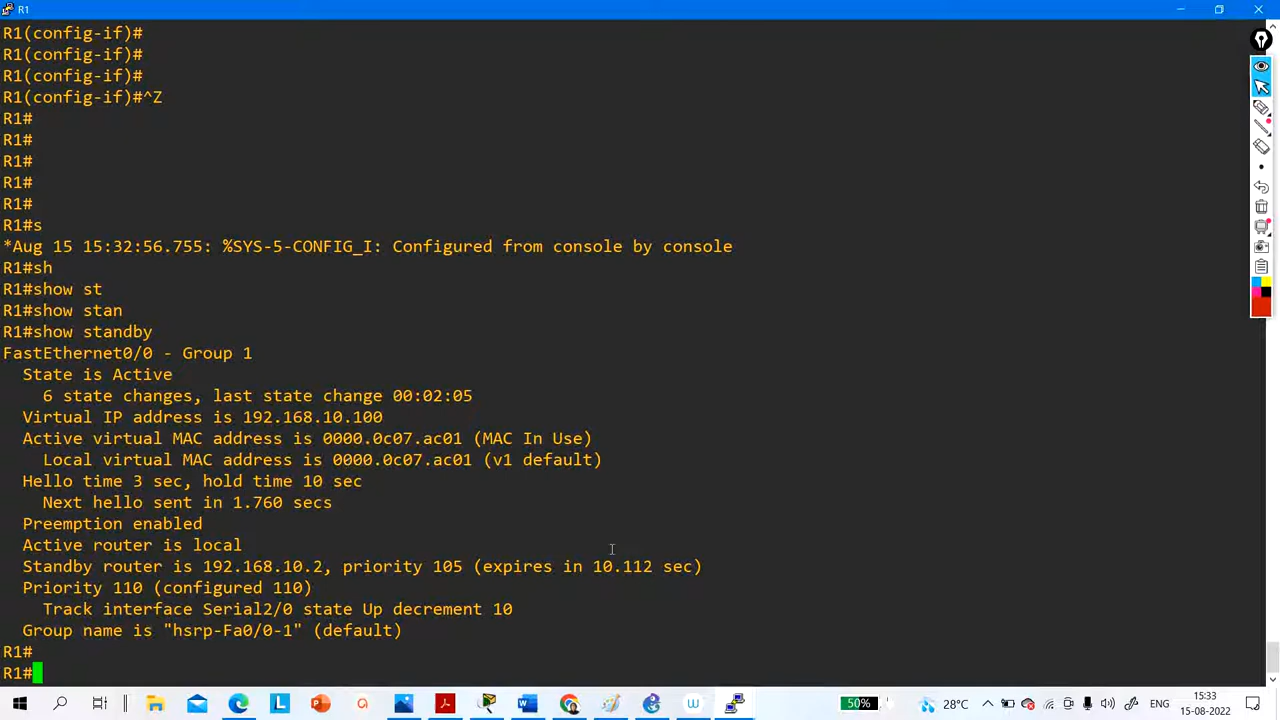 R1
R1(config-if)#
R1(config-if)#
R1(config-if)#
R1(config-if)#^Z
R1#
R1#
R1#
R1#
R1#
R1#s
*Aug 15 15:32:56.755: %SYS-5-CONFIG_I: Configured from console by console
R1#sh
R1#show st
R1#show stan
R1#show standby
FastEthernet0/0 - Group 1
  State is Active
    6 state changes, last state change 00:02:05
  Virtual IP address is 192.168.10.100
  Active virtual MAC address is 0000.0c07.ac01 (MAC In Use)
    Local virtual MAC address is 0000.0c07.ac01 (v1 default)
  Hello time 3 sec, hold time 10 sec
    Next hello sent in 1.760 secs
  Preemption enabled
  Active router is local
  Standby router is 192.168.10.2, priority 105 (expires in 10.112 sec)
  Priority 110 (configured 110)
    Track interface Serial2/0 state Up decrement 10
  Group name is "hsrp-Fa0/0-1" (default)
R1#
R1#
50% 28°C ENG 15:33
15-08-2022